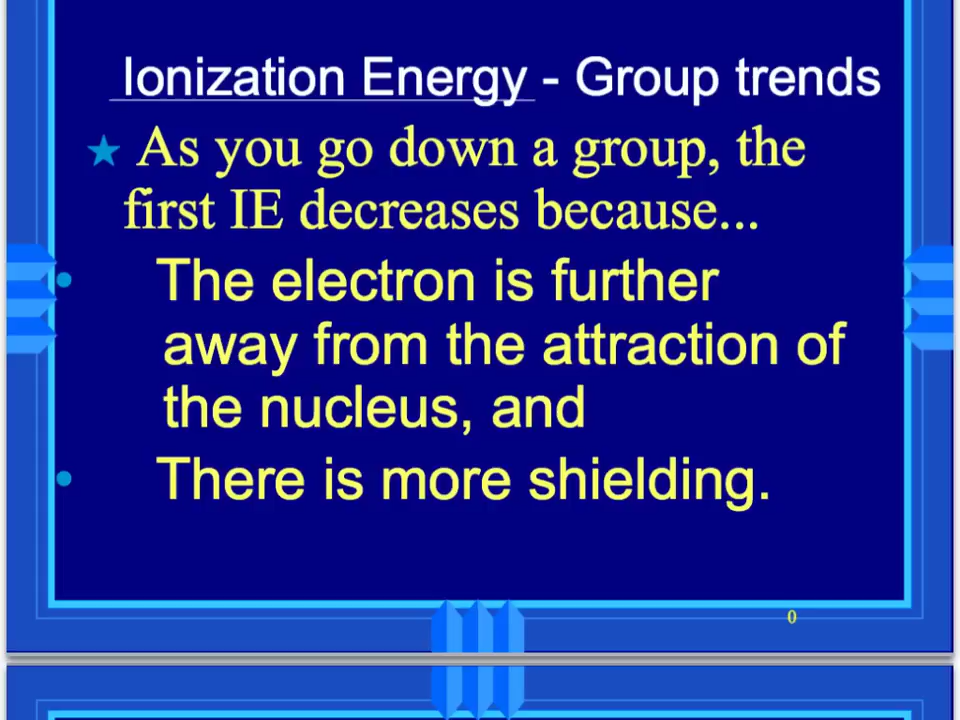 Ionization Energy - Group trends
★ As you go down a group, the
first IE decreases because...
• The electron is further
away from the attraction of
the nucleus, and
• There is more shielding.
0